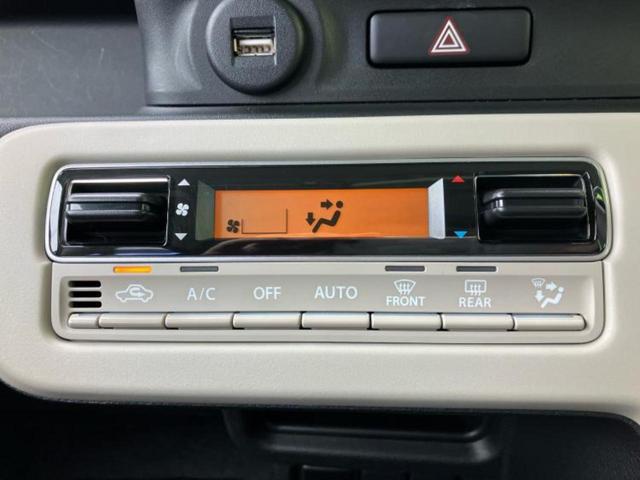 A/C OFF AUTO FRONT REAR